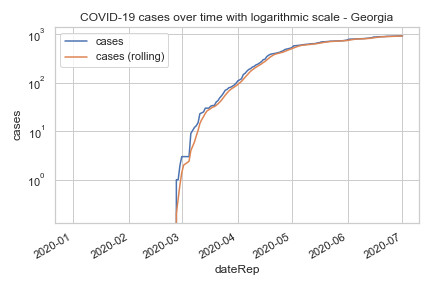 COVID-19 cases over time with logarithmic scale - Georgia
cases
cases (rolling)
10³
10²
10¹
10⁰
cases
2020-01
2020-02
2020-03
2020-04
2020-05
2020-06
2020-07
dateRep